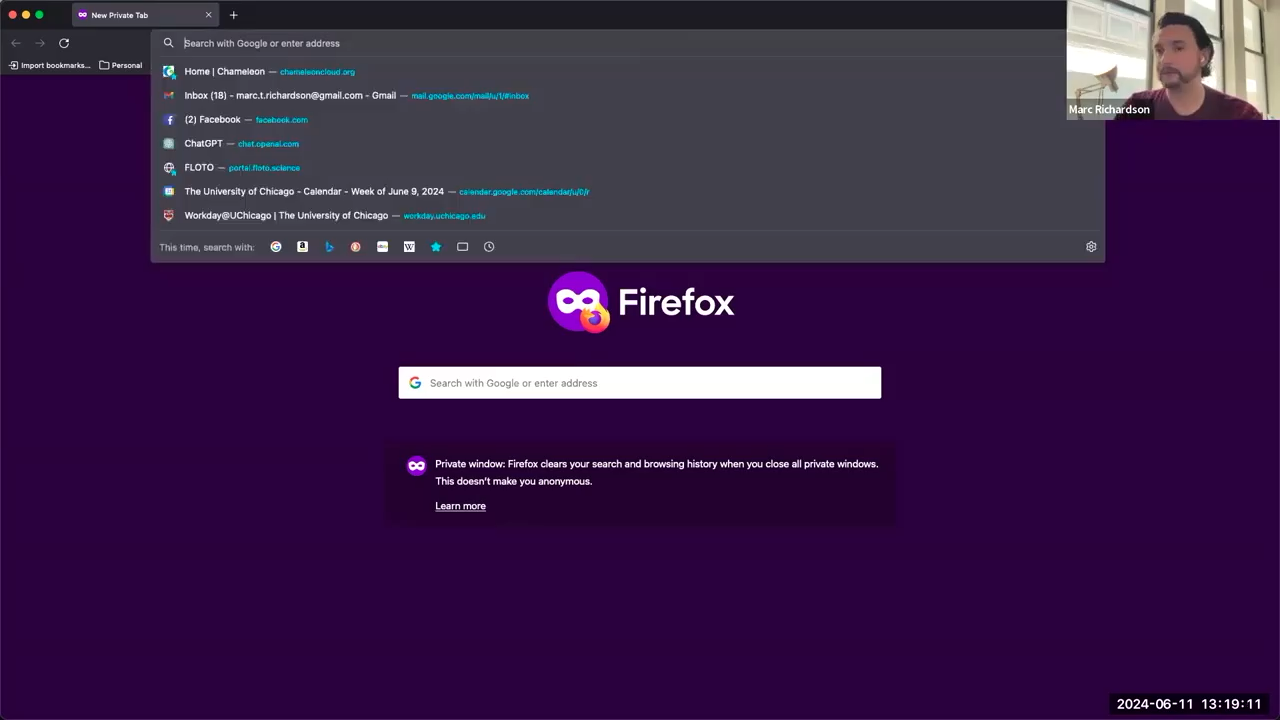 New Private Tab
Search with Google or enter address
Import bookmarks...
Personal
Home | Chameleon — chameleoncloud.org
Inbox (18) - marc.t.richardson@gmail.com - Gmail — mail.google.com/mail/u/1/#inbox
(2) Facebook — facebook.com
ChatGPT — chat.openai.com
FLOTO — portal.floto.science
The University of Chicago - Calendar - Week of June 9, 2024 — calendar.google.com/calendar/u/0/r
Workday@UChicago | The University of Chicago — workday.uchicago.edu
This time, search with:
Marc Richardson
Firefox
Search with Google or enter address
Private window: Firefox clears your search and browsing history when you close all private windows.
This doesn't make you anonymous.
Learn more
2024-06-11 13:19:11